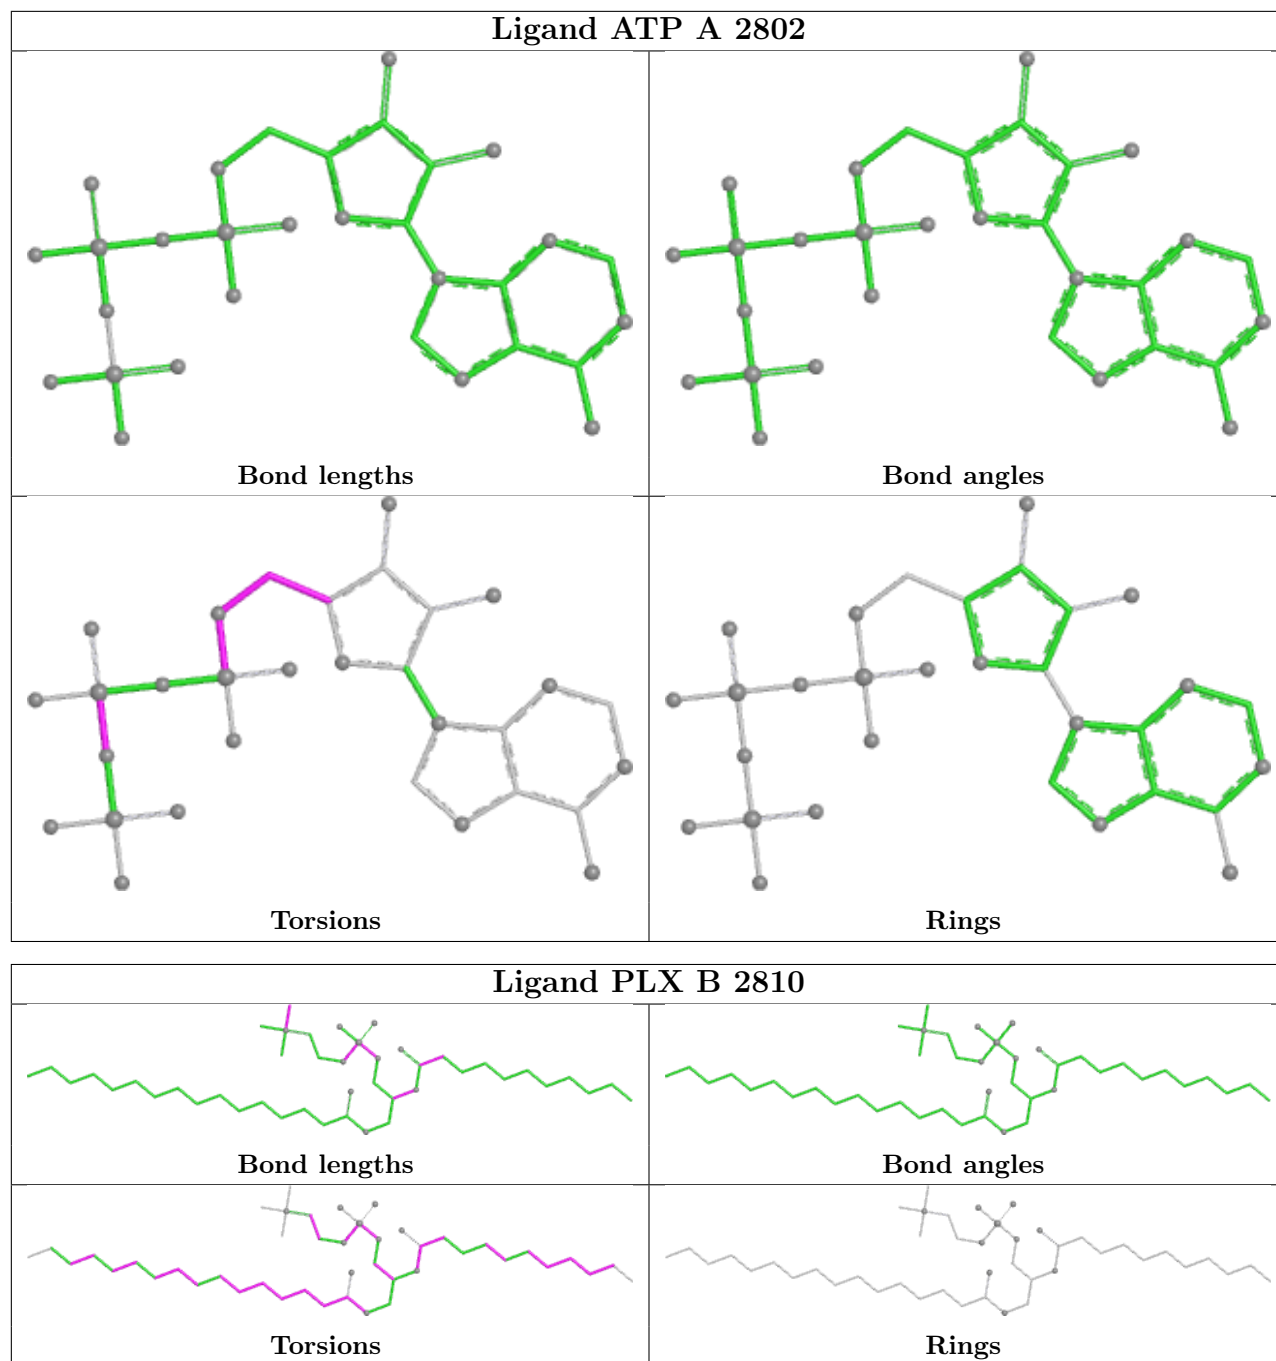 Ligand ATP A 2802
Bond lengths
Bond angles
Torsions
Rings
Ligand PLX B 2810
Bond lengths
Bond angles
Torsions
Rings